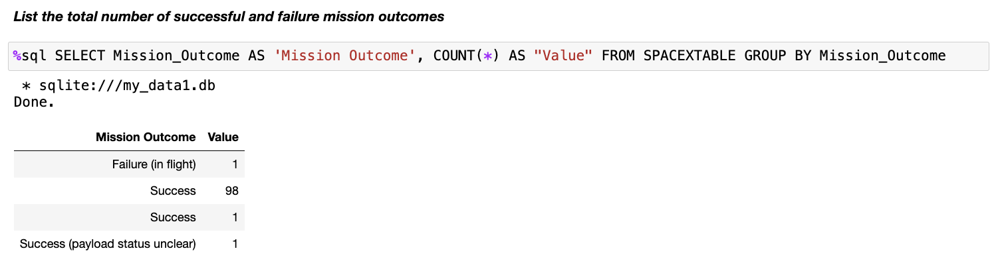 List the total number of successful and failure mission outcomes
%sql SELECT Mission_Outcome AS 'Mission Outcome', COUNT(*) AS "Value" FROM SPACEXTABLE GROUP BY Mission_Outcome
* sqlite:///my_data1.db
Done.
Mission Outcome Value
Failure (in flight) 1
Success 98
Success 1
Success (payload status unclear) 1